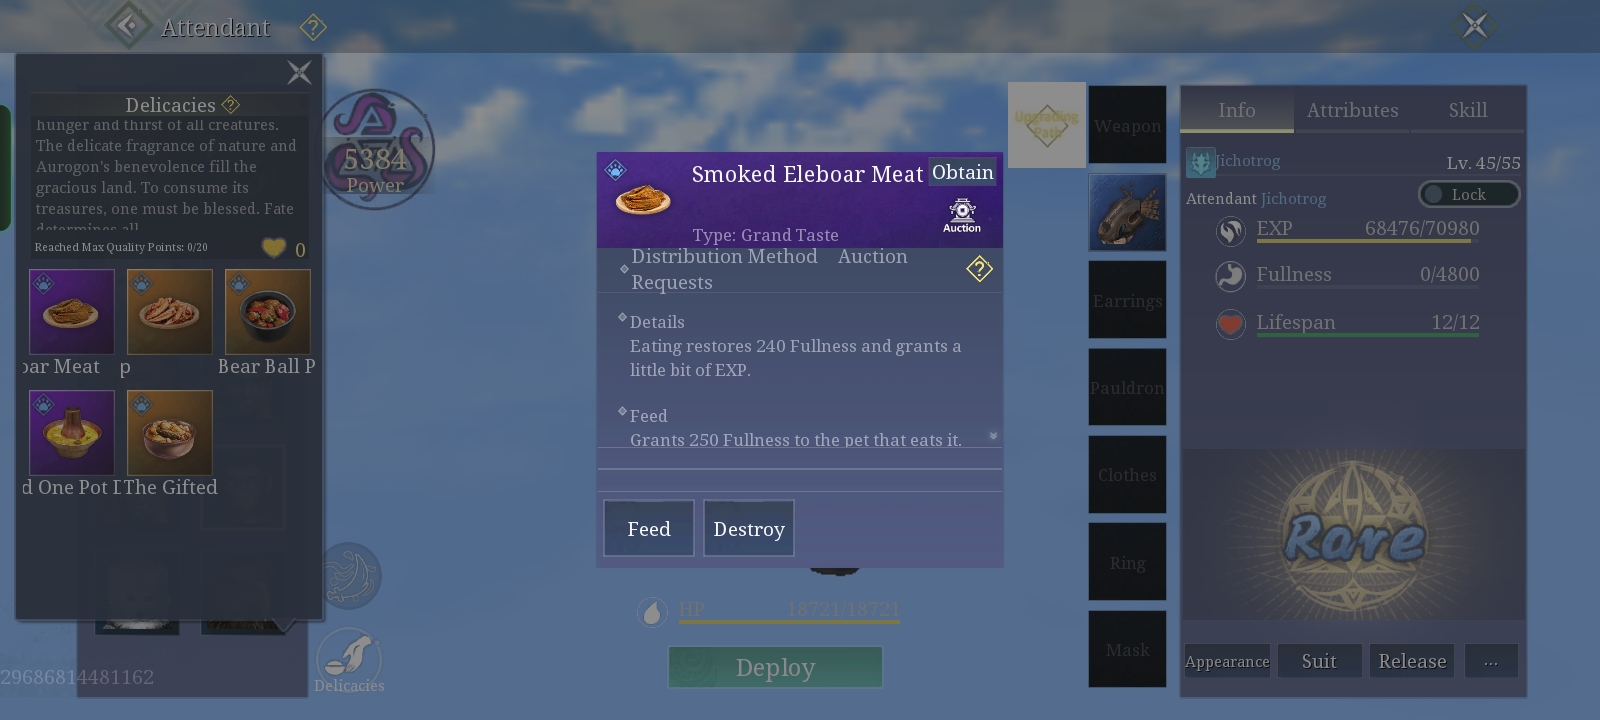 Attendant
Delicacies
hunger and thirst of all creatures.
The delicate fragrance of nature and
Aurogon's benevolence fill the
gracious land. To consume its
treasures, one must be blessed. Fate
determines all
Reached Max Quality Points: 0/20
0
oar Meat
p
Bear Ball P
d One Pot D
The Gifted
5384
Power
Delicacies
29686814481162
Smoked Eleboar Meat
Obtain
Type: Grand Taste
Auction
Distribution Method Auction
Requests
Details
Eating restores 240 Fullness and grants a
little bit of EXP.
Feed
Grants 250 Fullness to the pet that eats it.
Feed
Destroy
HP 18721/18721
Deploy
Upgrading
Path
Weapon
Earrings
Pauldron
Clothes
Ring
Mask
Info
Attributes
Skill
Jichotrog
Lv. 45/55
Attendant Jichotrog
Lock
EXP 68476/70980
Fullness 0/4800
Lifespan 12/12
Rare
Appearance
Suit
Release
...